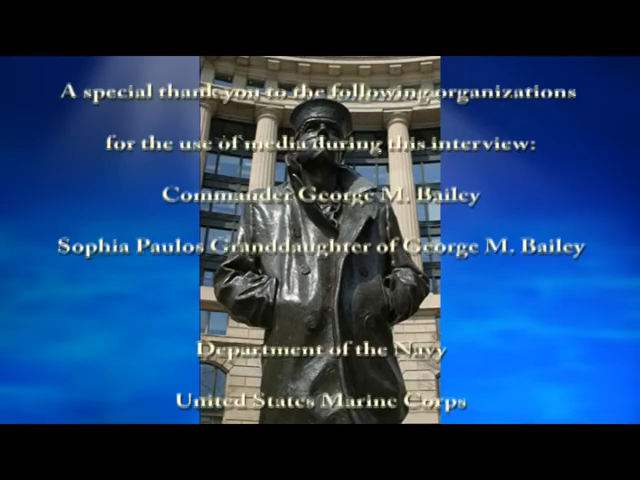 A special thank you to the following organizations
for the use of media during this interview:
Commander George M. Bailey
Sophia Paulos Granddaughter of George M. Bailey
Department of the Navy
United States Marine Corps